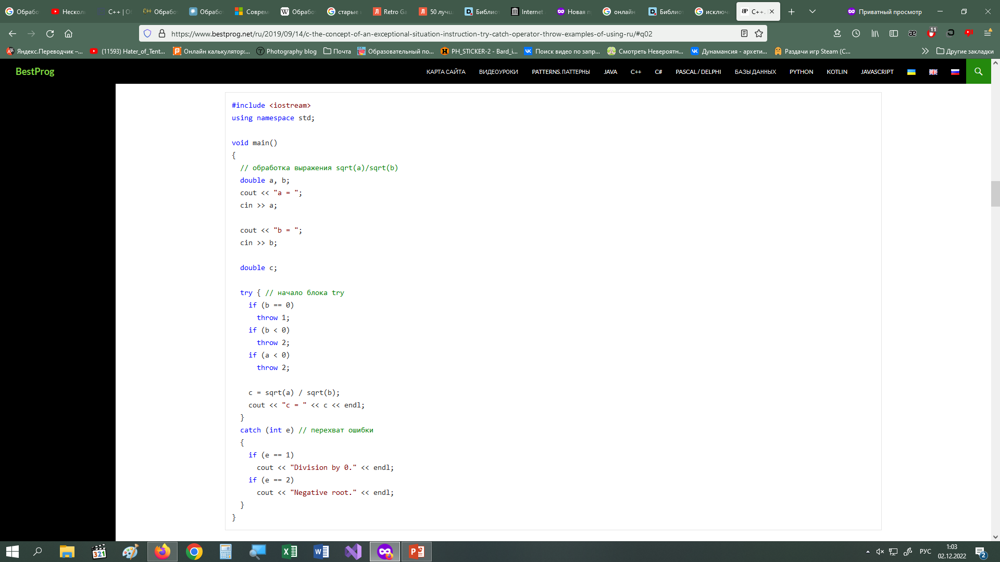 Обрабо
Несколь
C++ | Об
Обрабо
Обрабо
Соврем
Обрабо
старые
Retro Ga
50 лучш
Библио
Internet
Новая п
онлайн
Библио
исключ
C++.
Приватный просмотр
https://www.bestprog.net/ru/2019/09/14/c-the-concept-of-an-exceptional-situation-instruction-try-catch-operator-throw-examples-of-using-ru/#q02
11
Яндекс.Переводчик –...
(11593) Hater_of_Tent...
Онлайн калькулятор:...
Photography blog
Почта
Образовательный по...
PH_STICKER-2 - Bard_i...
Поиск видео по запр...
Смотреть Невероятн...
Дунамансия - архети...
Раздачи игр Steam (С...
Другие закладки
BestProg
КАРТА САЙТА
ВИДЕОУРОКИ
PATTERNS. ПАТТЕРНЫ
JAVA
C++
C#
PASCAL / DELPHI
БАЗЫ ДАННЫХ
PYTHON
KOTLIN
JAVASCRIPT
#include <iostream>
using namespace std;
void main()
{
// обработка выражения sqrt(a)/sqrt(b)
double a, b;
cout << "a = ";
cin >> a;
cout << "b = ";
cin >> b;
double c;
try { // начало блока try
if (b == 0)
throw 1;
if (b < 0)
throw 2;
if (a < 0)
throw 2;
c = sqrt(a) / sqrt(b);
cout << "c = " << c << endl;
}
catch (int e) // перехват ошибки
{
if (e == 1)
cout << "Division by 0." << endl;
if (e == 2)
cout << "Negative root." << endl;
}
}
РУС
1:03
02.12.2022
2